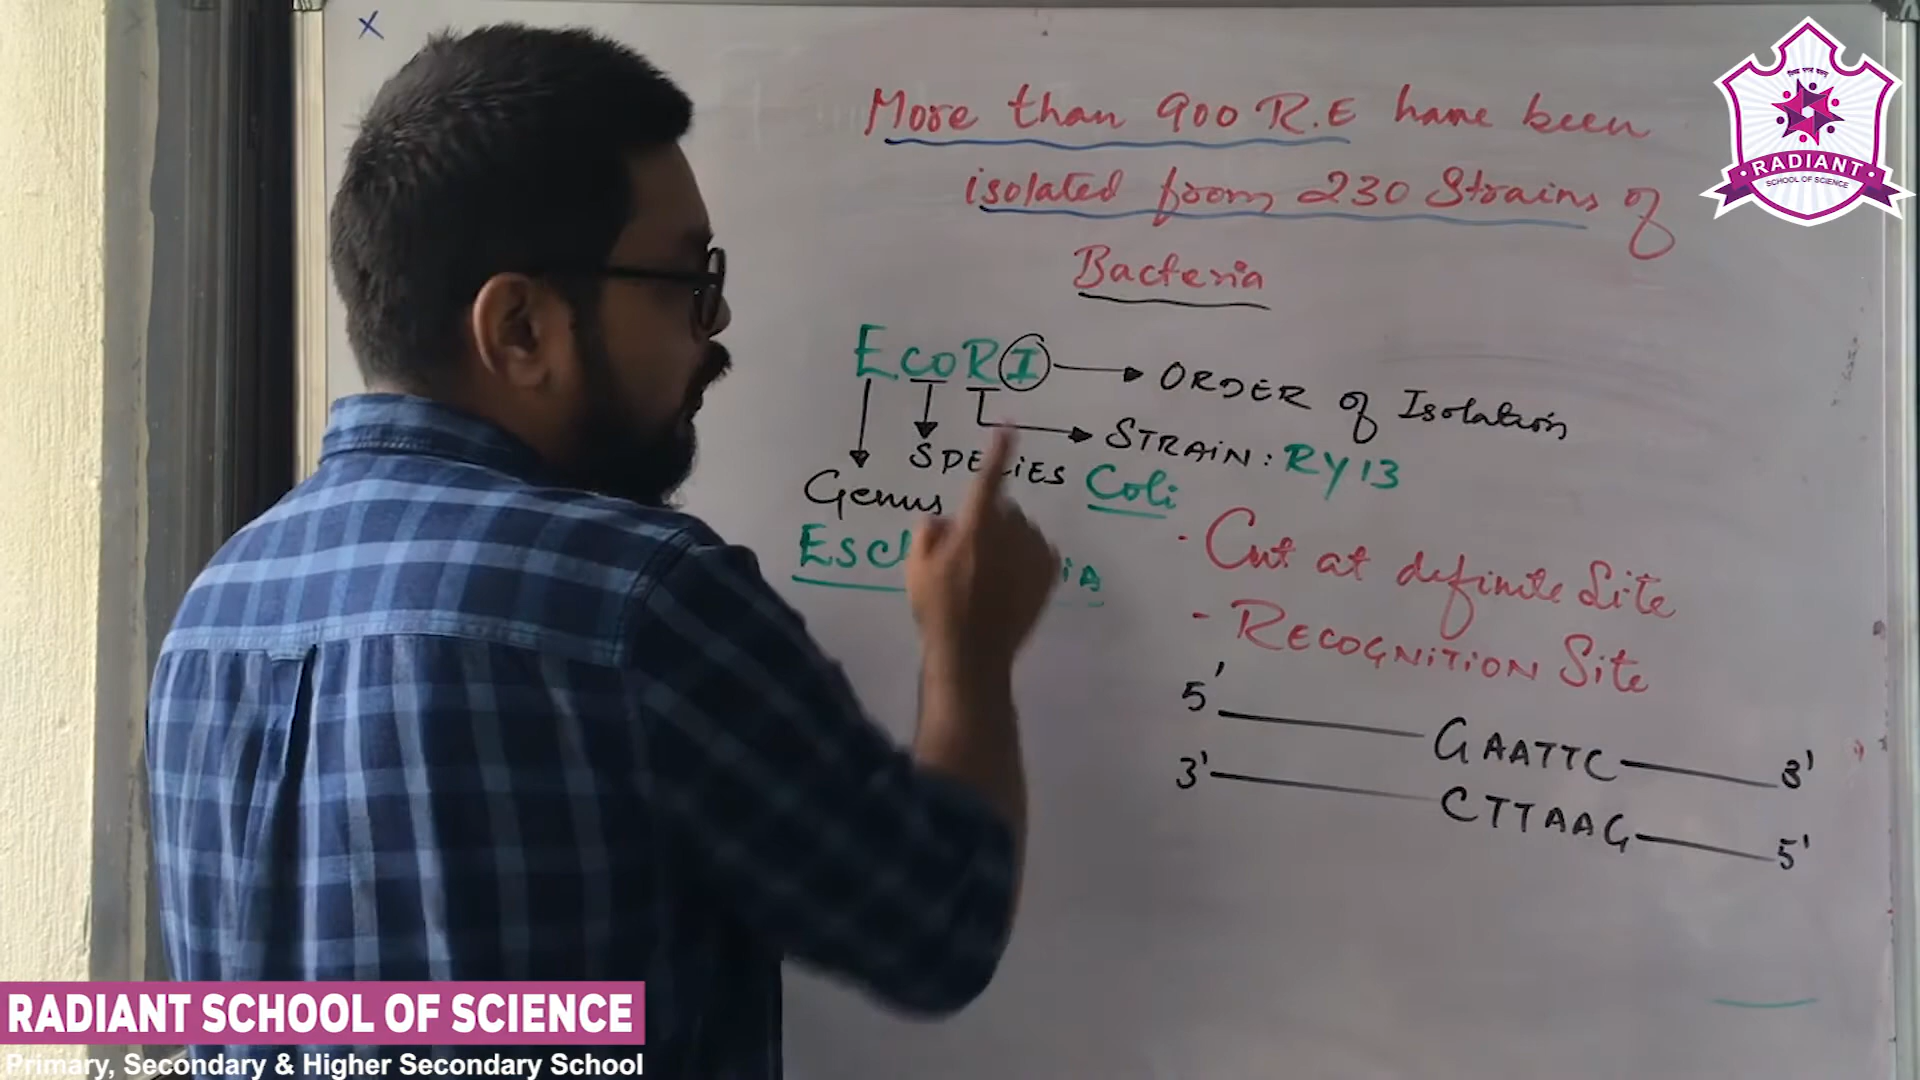 x
More than 900 R.E have been
isolated from 230 Strains of
Bacteria
EcoRI
ORDER of Isolation
STRAIN: RY13
SPECIES Coli
Genus
- Cut at definite Site
- RECOGNITION Site
5' GAATTC 3'
3' CTTAAG 5'
RADIANT
SCHOOL OF SCIENCE
RADIANT SCHOOL OF SCIENCE
Primary, Secondary & Higher Secondary School